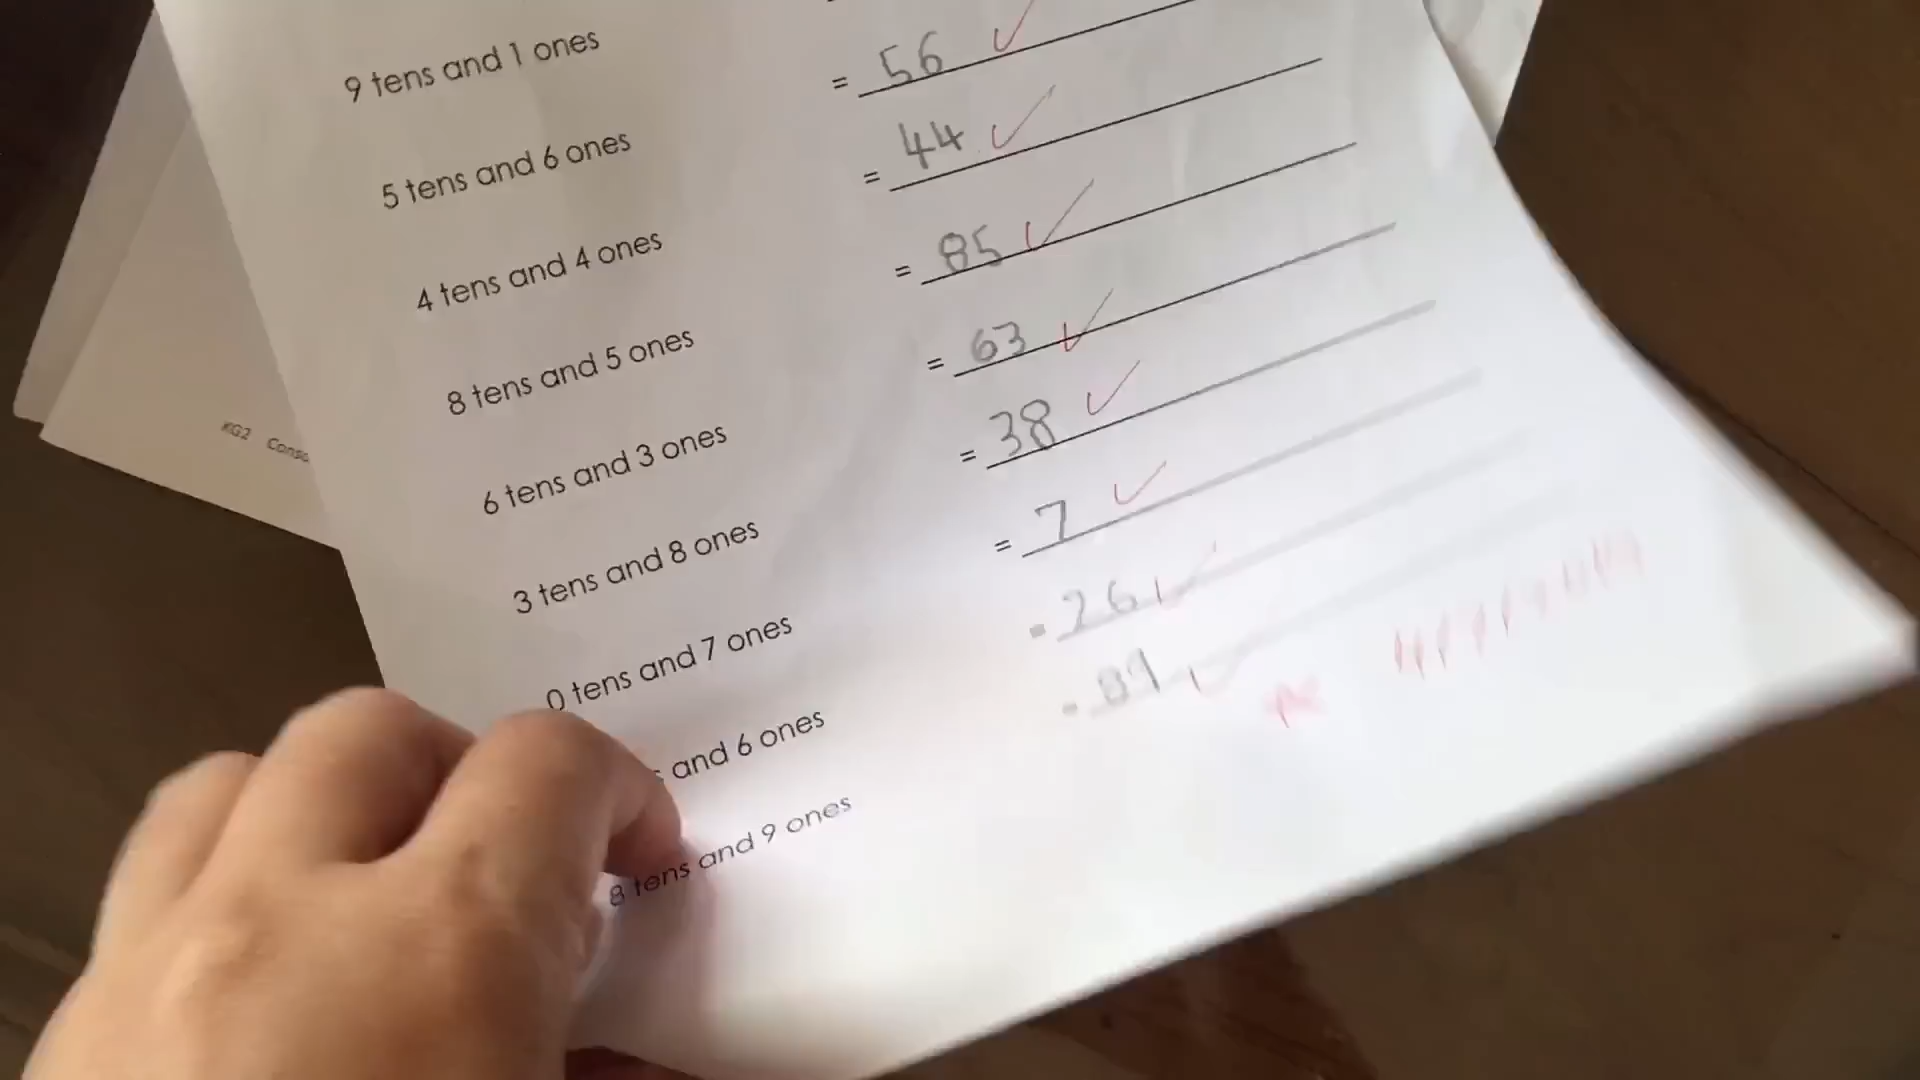 9 tens and 1 ones
5 tens and 6 ones = 56
4 tens and 4 ones = 44
8 tens and 5 ones = 85
6 tens and 3 ones = 63
3 tens and 8 ones = 38
0 tens and 7 ones = 7
and 6 ones 26
8 tens and 9 ones 89
KG2